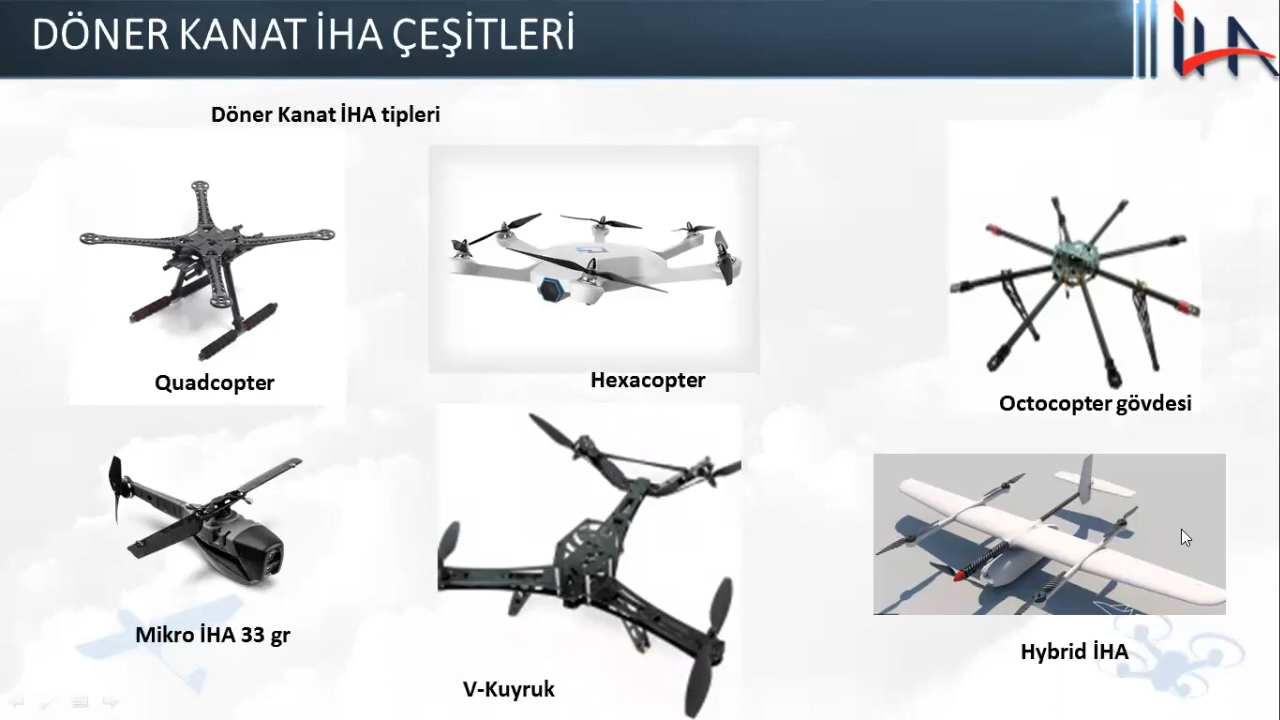 DÖNER KANAT İHA ÇEŞİTLERİ
İHA
Döner Kanat İHA tipleri
Quadcopter
Hexacopter
Octocopter gövdesi
Mikro İHA 33 gr
V-Kuyruk
Hybrid İHA